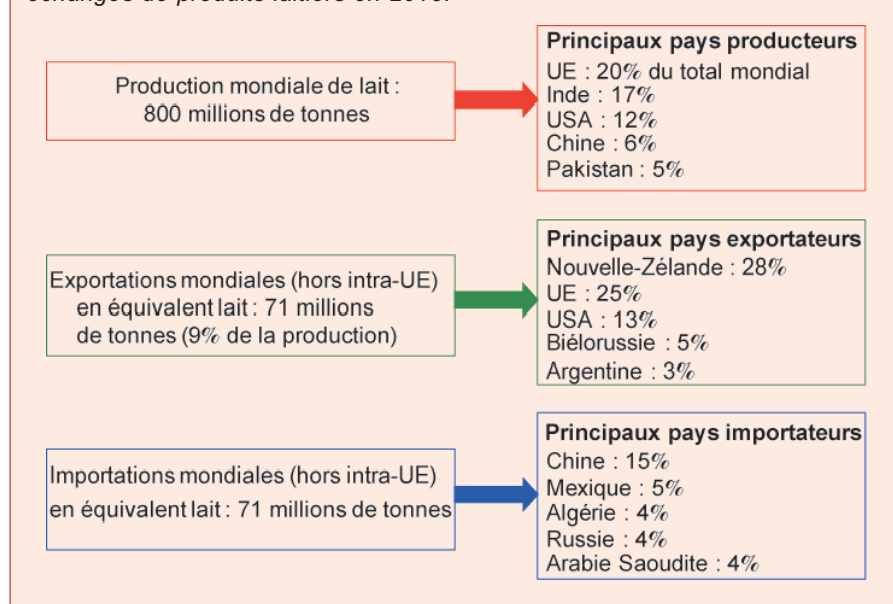 Production mondiale de lait :
800 millions de tonnes
Principaux pays producteurs
UE : 20% du total mondial
Inde : 17%
USA : 12%
Chine : 6%
Pakistan : 5%
Exportations mondiales (hors intra-UE)
en équivalent lait : 71 millions
de tonnes (9% de la production)
Principaux pays exportateurs
Nouvelle-Zélande : 28%
UE : 25%
USA : 13%
Biélorussie : 5%
Argentine : 3%
Importations mondiales (hors intra-UE)
en équivalent lait : 71 millions de tonnes
Principaux pays importateurs
Chine : 15%
Mexique : 5%
Algérie : 4%
Russie : 4%
Arabie Saoudite : 4%